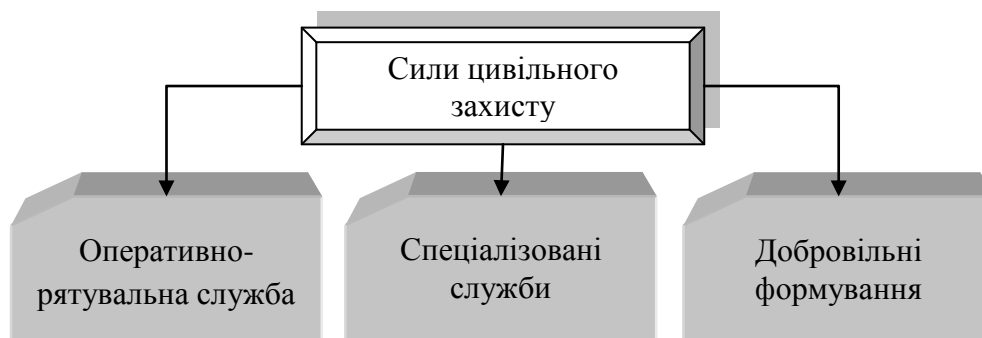 Сили цивільного
захисту
Оперативно-
рятувальна служба
Спеціалізовані
служби
Добровільні
формування